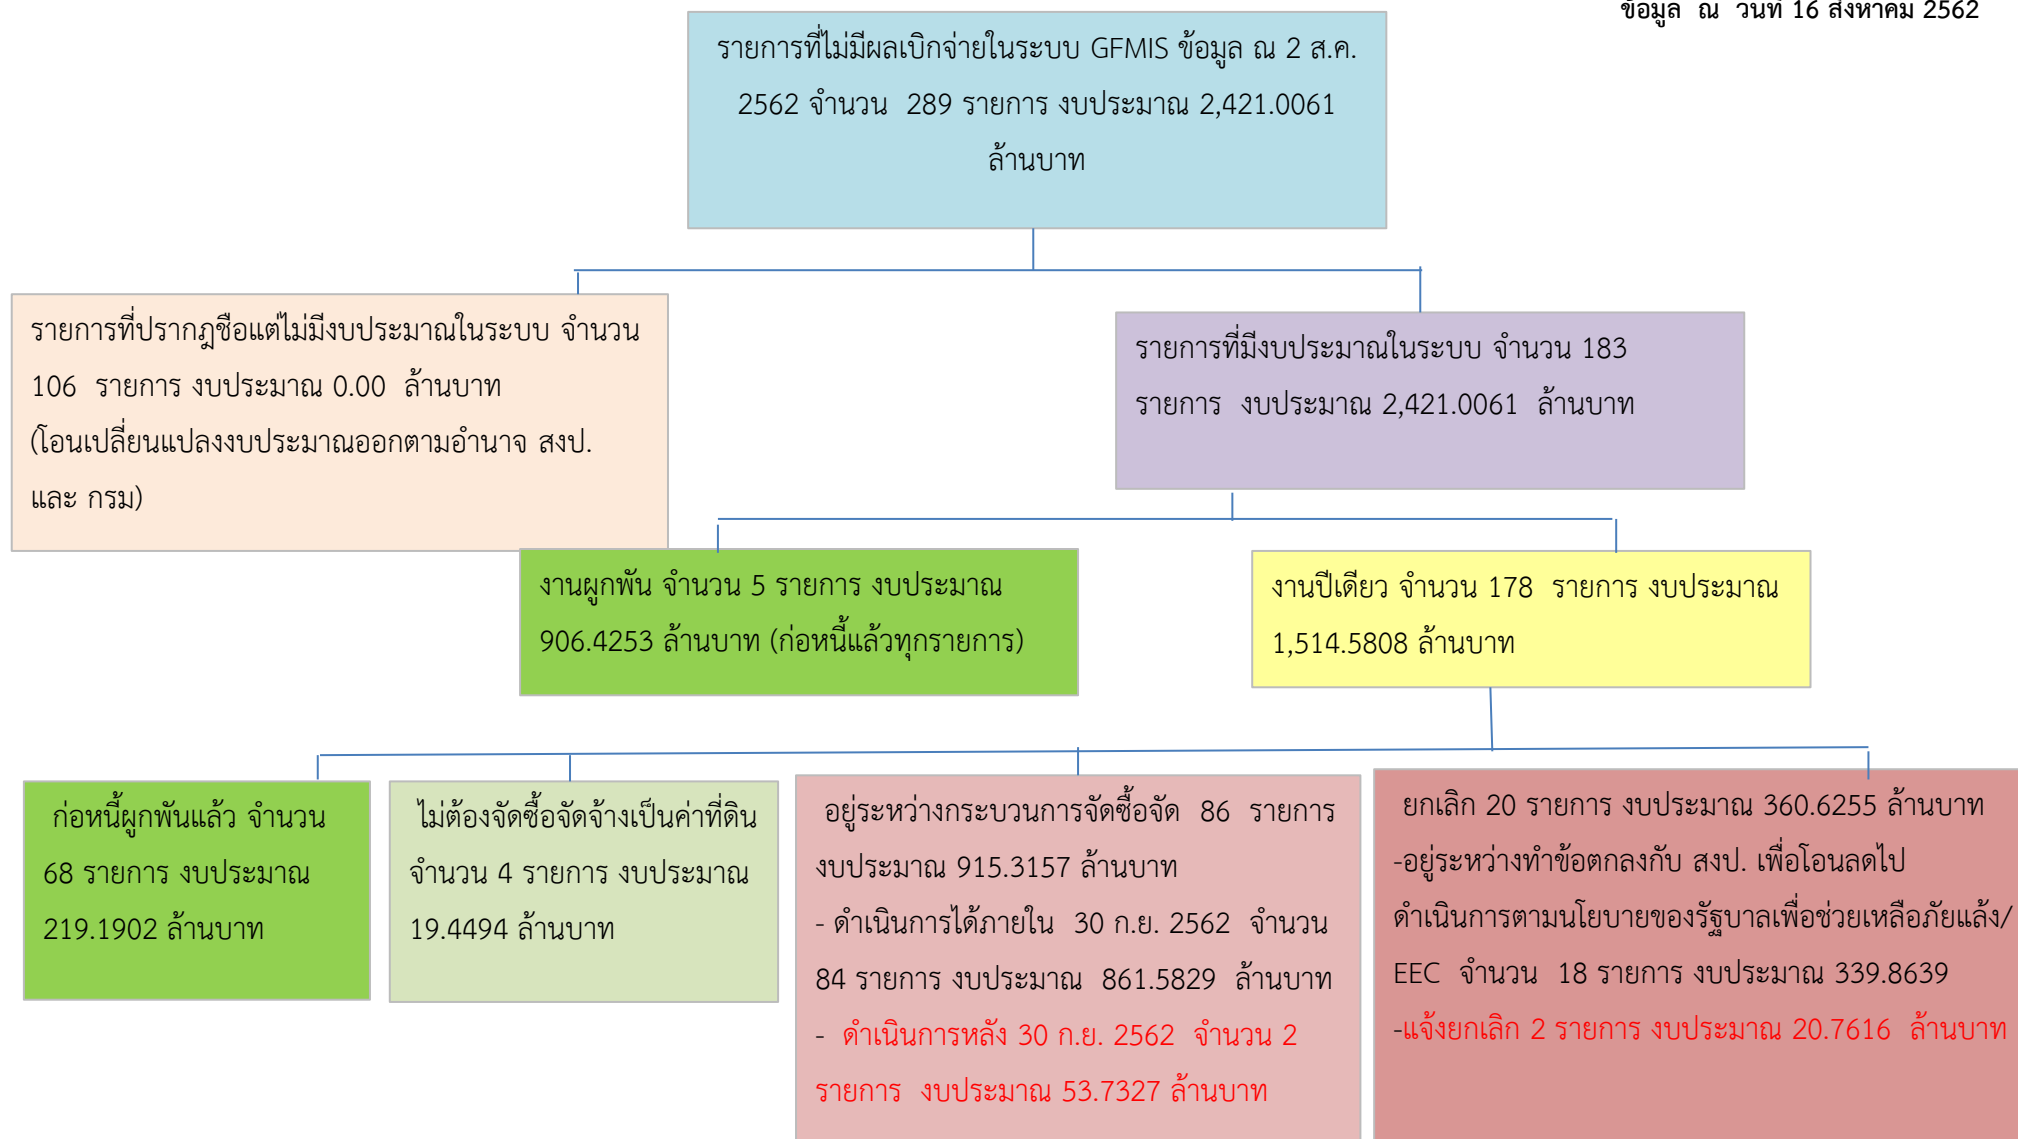 ข้อมูล ณ วันที่ 16 สิงหาคม 2562
รายการที่ไม่มีผลเบิกจ่ายในระบบ GFMIS ข้อมูล ณ 2 ส.ค.
2562 จำนวน 289 รายการ งบประมาณ 2,421.0061
ล้านบาท
รายการที่ปรากฎชื่อแต่ไม่มีงบประมาณในระบบ จำนวน
106 รายการ งบประมาณ 0.00 ล้านบาท
(โอนเปลี่ยนแปลงงบประมาณออกตามอำนาจ สงป.
และ กรม)
รายการที่มีงบประมาณในระบบ จำนวน 183
รายการ งบประมาณ 2,421.0061 ล้านบาท
งานผูกพัน จำนวน 5 รายการ งบประมาณ
906.4253 ล้านบาท (ก่อหนี้แล้วทุกรายการ)
งานปีเดียว จำนวน 178 รายการ งบประมาณ
1,514.5808 ล้านบาท
ก่อหนี้ผูกพันแล้ว จำนวน
68 รายการ งบประมาณ
219.1902 ล้านบาท
ไม่ต้องจัดซื้อจัดจ้างเป็นค่าที่ดิน
จำนวน 4 รายการ งบประมาณ
19.4494 ล้านบาท
อยู่ระหว่างกระบวนการจัดซื้อจัด 86 รายการ
งบประมาณ 915.3157 ล้านบาท
- ดำเนินการได้ภายใน 30 ก.ย. 2562 จำนวน
84 รายการ งบประมาณ 861.5829 ล้านบาท
- ดำเนินการหลัง 30 ก.ย. 2562 จำนวน 2
รายการ งบประมาณ 53.7327 ล้านบาท
ยกเลิก 20 รายการ งบประมาณ 360.6255 ล้านบาท
-อยู่ระหว่างทำข้อตกลงกับ สงป. เพื่อโอนลดไป
ดำเนินการตามนโยบายของรัฐบาลเพื่อช่วยเหลือภัยแล้ง/
EEC จำนวน 18 รายการ งบประมาณ 339.8639
-แจ้งยกเลิก 2 รายการ งบประมาณ 20.7616 ล้านบาท